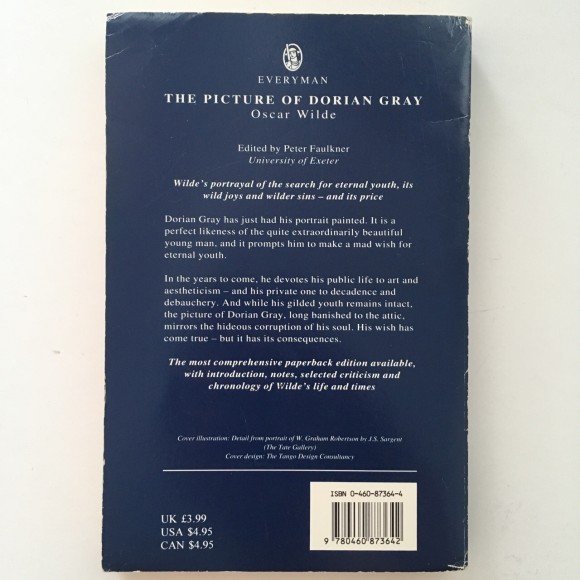 EVERYMAN
THE PICTURE OF DORIAN GRAY
Oscar Wilde
Edited by Peter Faulkner
University of Exeter
Wilde's portrayal of the search for eternal youth, its
wild joys and wilder sins – and its price
Dorian Gray has just had his portrait painted. It is a
perfect likeness of the quite extraordinarily beautiful
young man, and it prompts him to make a mad wish for
eternal youth.
In the years to come, he devotes his public life to art and
aestheticism – and his private one to decadence and
debauchery. And while his gilded youth remains intact,
the picture of Dorian Gray, long banished to the attic,
mirrors the hideous corruption of his soul. His wish has
come true – but it has its consequences.
The most comprehensive paperback edition available,
with introduction, notes, selected criticism and
chronology of Wilde's life and times
Cover illustration: Detail from portrait of W. Graham Robertson by J.S. Sargent
(The Tate Gallery)
Cover design: The Tango Design Consultancy
ISBN 0-460-87364-4
9 780460 873642
UK £3.99
USA $4.95
CAN $4.95